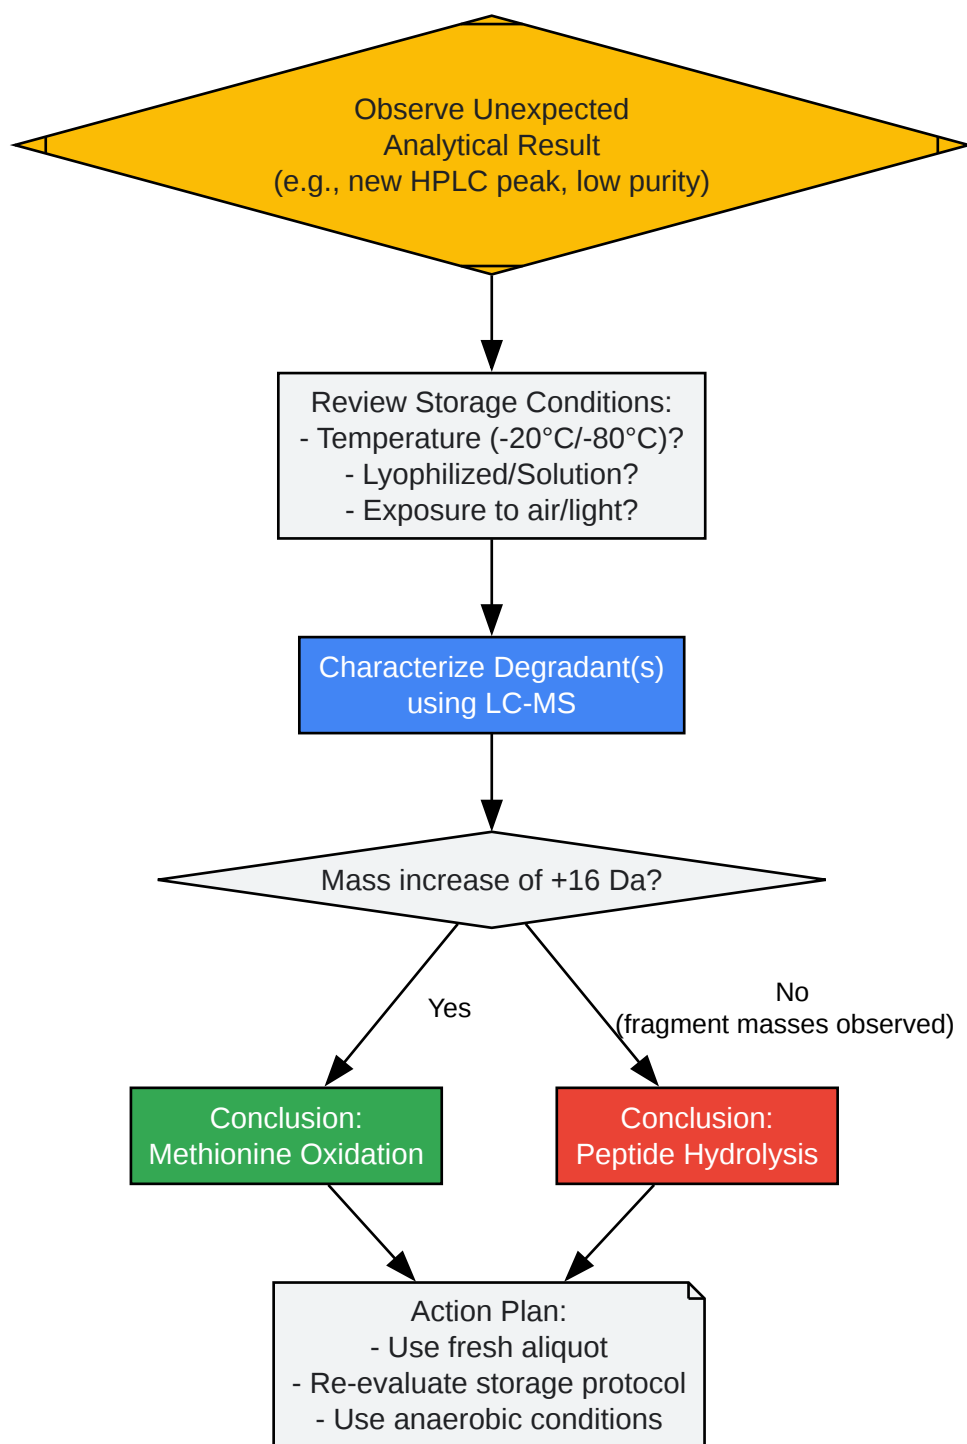 Observe Unexpected
Analytical Result
(e.g., new HPLC peak, low purity)
Review Storage Conditions:
- Temperature (-20°C/-80°C)?
- Lyophilized/Solution?
- Exposure to air/light?
Characterize Degradant(s)
using LC-MS
Mass increase of +16 Da?
Yes
No
(fragment masses observed)
Conclusion:
Methionine Oxidation
Conclusion:
Peptide Hydrolysis
Action Plan:
- Use fresh aliquot
- Re-evaluate storage protocol
- Use anaerobic conditions